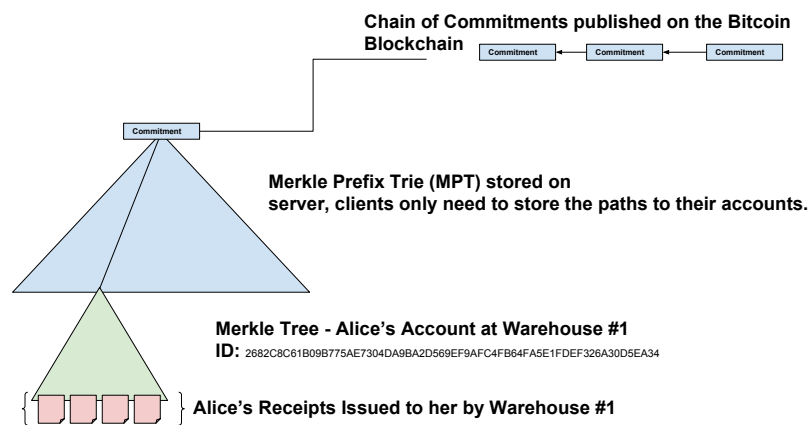 Chain of Commitments published on the Bitcoin
Blockchain
Commitment
Commitment
Commitment
Commitment
Merkle Prefix Trie (MPT) stored on
server, clients only need to store the paths to their accounts.
Merkle Tree - Alice's Account at Warehouse #1
ID: 2682C8C61B09B775AE7304DA9BA2D569EF9AFC4FB64FA5E1FDEF326A30D5EA34
Alice's Receipts Issued to her by Warehouse #1